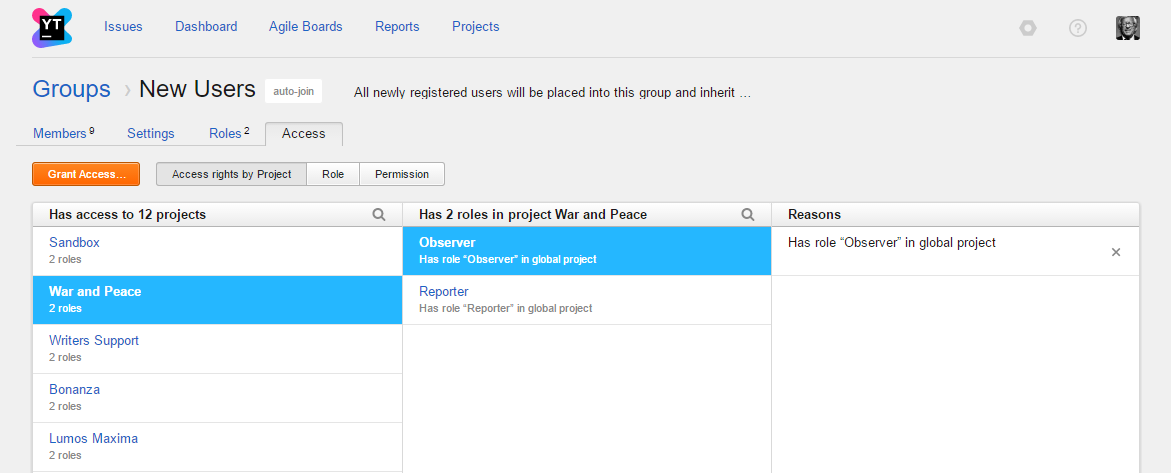 YT
Issues Dashboard Agile Boards Reports Projects
?
Groups › New Users auto-join All newly registered users will be placed into this group and inherit …
Members 9 Settings Roles 2 Access
Grant Access... Access rights by Project Role Permission
Has access to 12 projects Has 2 roles in project War and Peace Reasons
Sandbox Observer Has role “Observer” in global project
2 roles Has role “Observer” in global project
War and Peace Reporter
2 roles Has role “Reporter” in global project
Writers Support
2 roles
Bonanza
2 roles
Lumos Maxima
2 roles